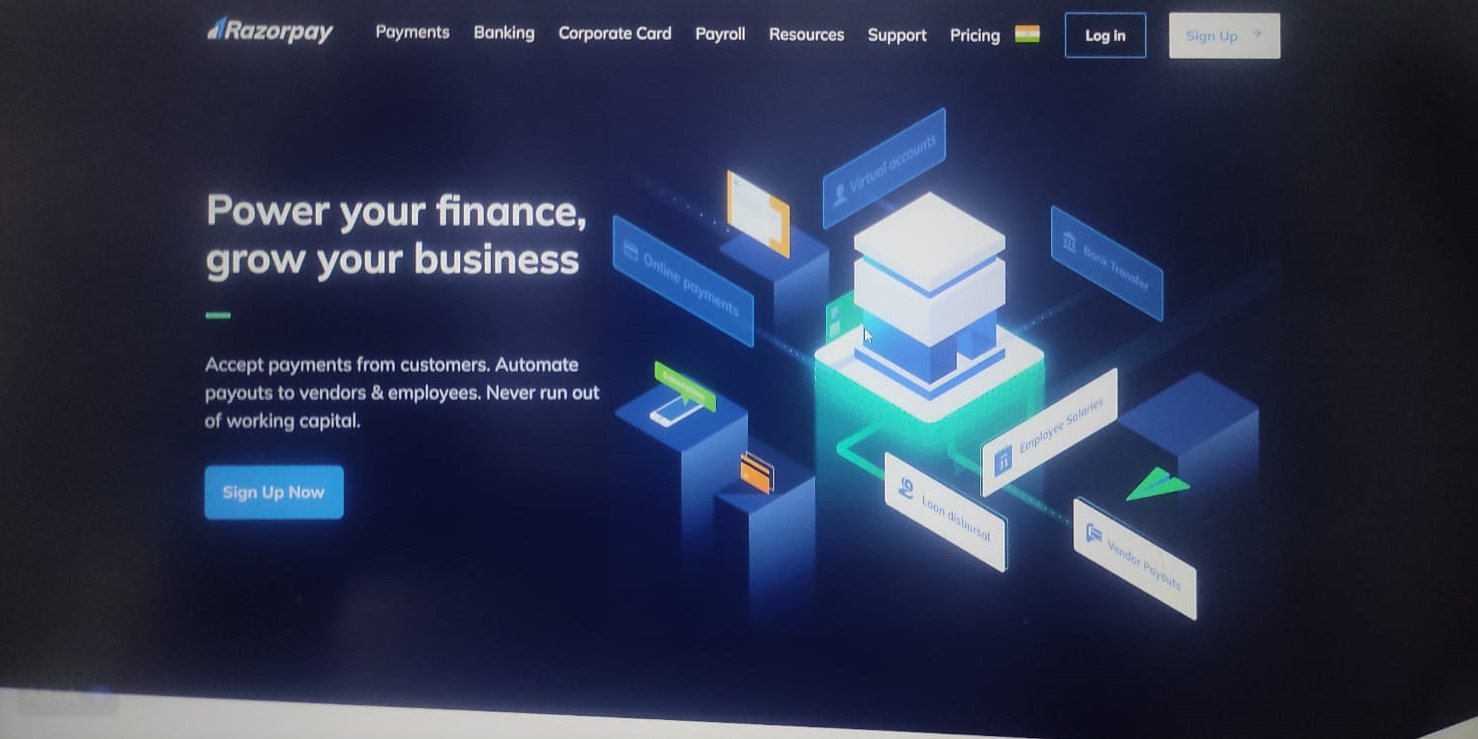 Razorpay
Payments
Banking
Corporate Card
Payroll
Resources
Support
Pricing
Log in
Sign Up
Power your finance,
grow your business
Accept payments from customers. Automate
payouts to vendors & employees. Never run out
of working capital.
Sign Up Now
Virtual accounts
Online payments
Bank Transfer
Employee Salaries
31
Loan disbursal
Vendor Payouts